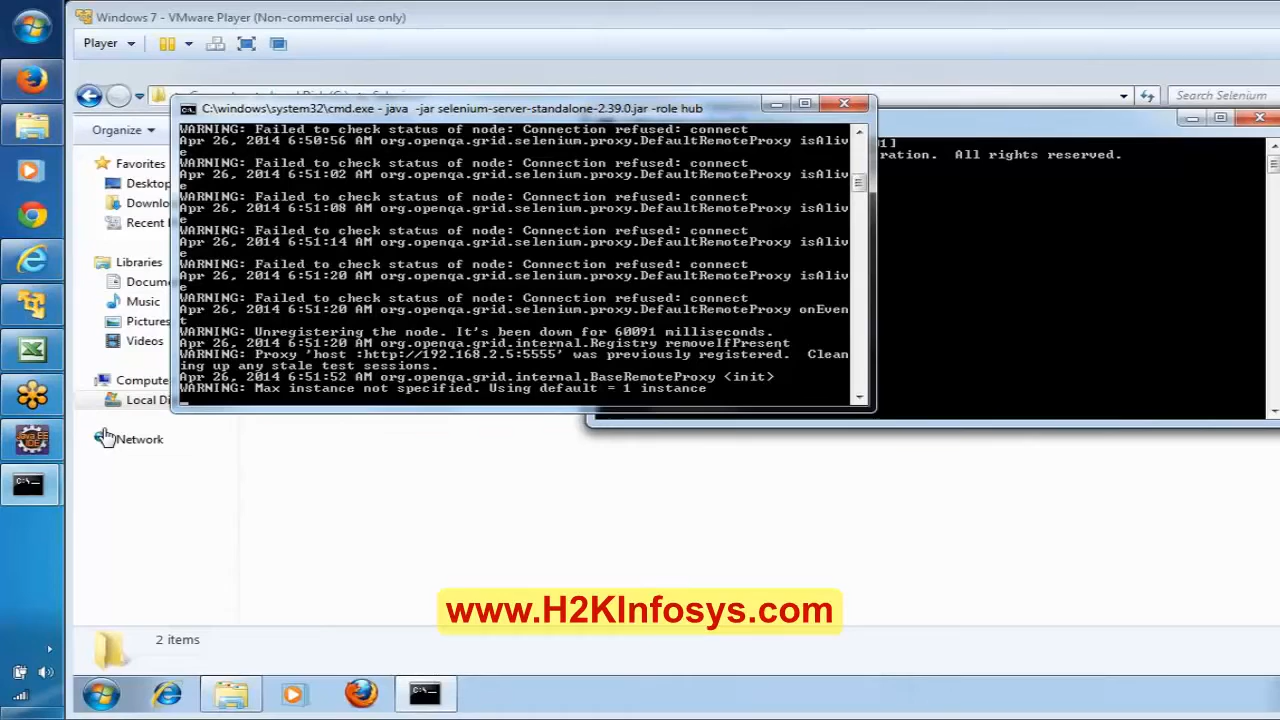 Windows 7 - VMware Player (Non-commercial use only)
Player
Search Selenium
C:\windows\system32\cmd.exe - java -jar selenium-server-standalone-2.39.0.jar -role hub
Organize
Favorites
Desktop
Downlo
Recent
Libraries
Docum
Music
Pictures
Videos
Compute
Local Di
Network
WARNING: Failed to check status of node: Connection refused: connect
Apr 26, 2014 6:50:56 AM org.openqa.grid.selenium.proxy.DefaultRemoteProxy isAliv
e
WARNING: Failed to check status of node: Connection refused: connect
Apr 26, 2014 6:51:02 AM org.openqa.grid.selenium.proxy.DefaultRemoteProxy isAliv
e
WARNING: Failed to check status of node: Connection refused: connect
Apr 26, 2014 6:51:08 AM org.openqa.grid.selenium.proxy.DefaultRemoteProxy isAliv
e
WARNING: Failed to check status of node: Connection refused: connect
Apr 26, 2014 6:51:14 AM org.openqa.grid.selenium.proxy.DefaultRemoteProxy isAliv
e
WARNING: Failed to check status of node: Connection refused: connect
Apr 26, 2014 6:51:20 AM org.openqa.grid.selenium.proxy.DefaultRemoteProxy isAliv
e
WARNING: Failed to check status of node: Connection refused: connect
Apr 26, 2014 6:51:20 AM org.openqa.grid.selenium.proxy.DefaultRemoteProxy onEven
t
WARNING: Unregistering the node. It's been down for 60091 milliseconds.
Apr 26, 2014 6:51:20 AM org.openqa.grid.internal.Registry removeIfPresent
WARNING: Proxy 'host :http://192.168.2.5:5555' was previously registered. Clean
ing up any stale test sessions.
Apr 26, 2014 6:51:52 AM org.openqa.grid.internal.BaseRemoteProxy <init>
WARNING: Max instance not specified. Using default = 1 instance
01]
ration. All rights reserved.
www.H2KInfosys.com
2 items